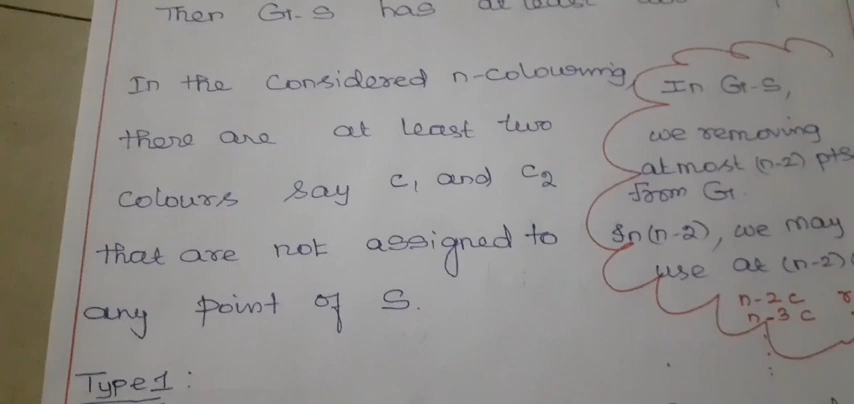 Then G-S has at least
In the considered n-colouring,
there are at least two
colours say c₁ and c₂
that are not assigned to
any point of S.
Type 1:
In G-S,
we removing
atmost (n-2) pts
from G.
In (n-2), we may
use at (n-2)
n-2 c
n-3 c